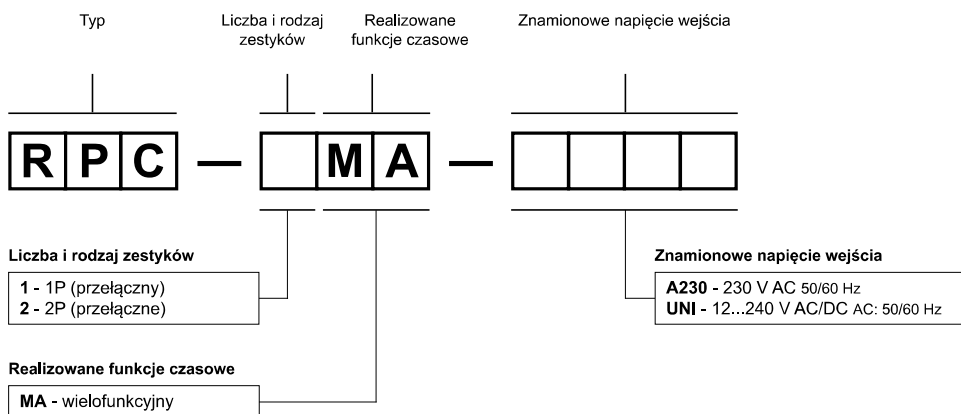 Typ
Liczba i rodzaj
zestyków
Realizowane
funkcje czasowe
Znamionowe napięcie wejścia
RPC — MA —
Liczba i rodzaj zestyków
1 - 1P (przełączny)
2 - 2P (przełączne)
Znamionowe napięcie wejścia
A230 - 230 V AC 50/60 Hz
UNI - 12...240 V AC/DC AC: 50/60 Hz
Realizowane funkcje czasowe
MA - wielofunkcyjny